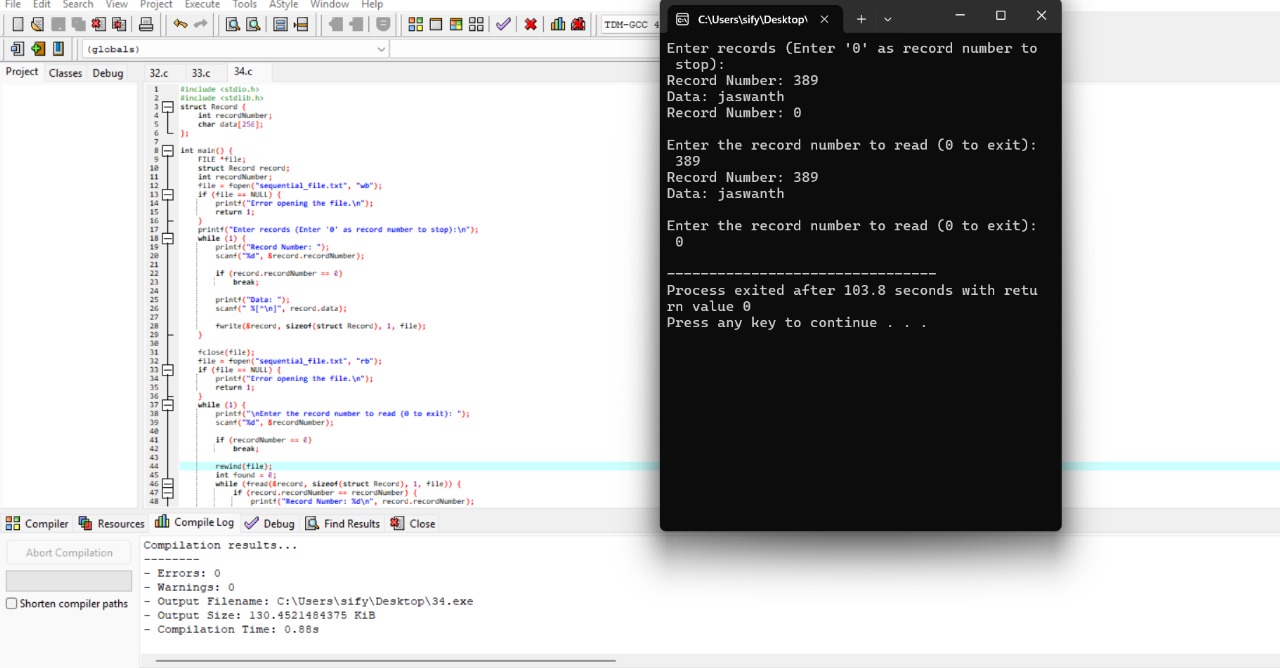 File Edit Search View Project Execute Tools AStyle Window Help
TDM-GCC 4
(globals)
Project Classes Debug
32.c 33.c 34.c
1 #include <stdio.h>
2 #include <stdlib.h>
3 struct Record {
4 int recordNumber;
5 char data[256];
6 };
7
8 int main() {
9 FILE *file;
10 struct Record record;
11 int recordNumber;
12 file = fopen("sequential_file.txt", "wb");
13 if (file == NULL) {
14 printf("Error opening the file.\n");
15 return 1;
16 }
17 printf("Enter records (Enter '0' as record number to stop):\n");
18 while (1) {
19 printf("Record Number: ");
20 scanf("%d", &record.recordNumber);
21
22 if (record.recordNumber == 0)
23 break;
24
25 printf("Data: ");
26 scanf(" %[^\n]", record.data);
27
28 fwrite(&record, sizeof(struct Record), 1, file);
29 }
30
31 fclose(file);
32 file = fopen("sequential_file.txt", "rb");
33 if (file == NULL) {
34 printf("Error opening the file.\n");
35 return 1;
36 }
37 while (1) {
38 printf("\nEnter the record number to read (0 to exit): ");
39 scanf("%d", &recordNumber);
40
41 if (recordNumber == 0)
42 break;
43
44 rewind(file);
45 int found = 0;
46 while (fread(&record, sizeof(struct Record), 1, file)) {
47 if (record.recordNumber == recordNumber) {
48 printf("Record Number: %d\n", record.recordNumber);
C:\Users\sify\Desktop\
Enter records (Enter '0' as record number to
stop):
Record Number: 389
Data: jaswanth
Record Number: 0
Enter the record number to read (0 to exit):
389
Record Number: 389
Data: jaswanth
Enter the record number to read (0 to exit):
0
--------------------------------
Process exited after 103.8 seconds with retu
rn value 0
Press any key to continue . . .
Compiler Resources Compile Log Debug Find Results Close
Abort Compilation
Shorten compiler paths
Compilation results...
--------
- Errors: 0
- Warnings: 0
- Output Filename: C:\Users\sify\Desktop\34.exe
- Output Size: 130.4521484375 KiB
- Compilation Time: 0.88s